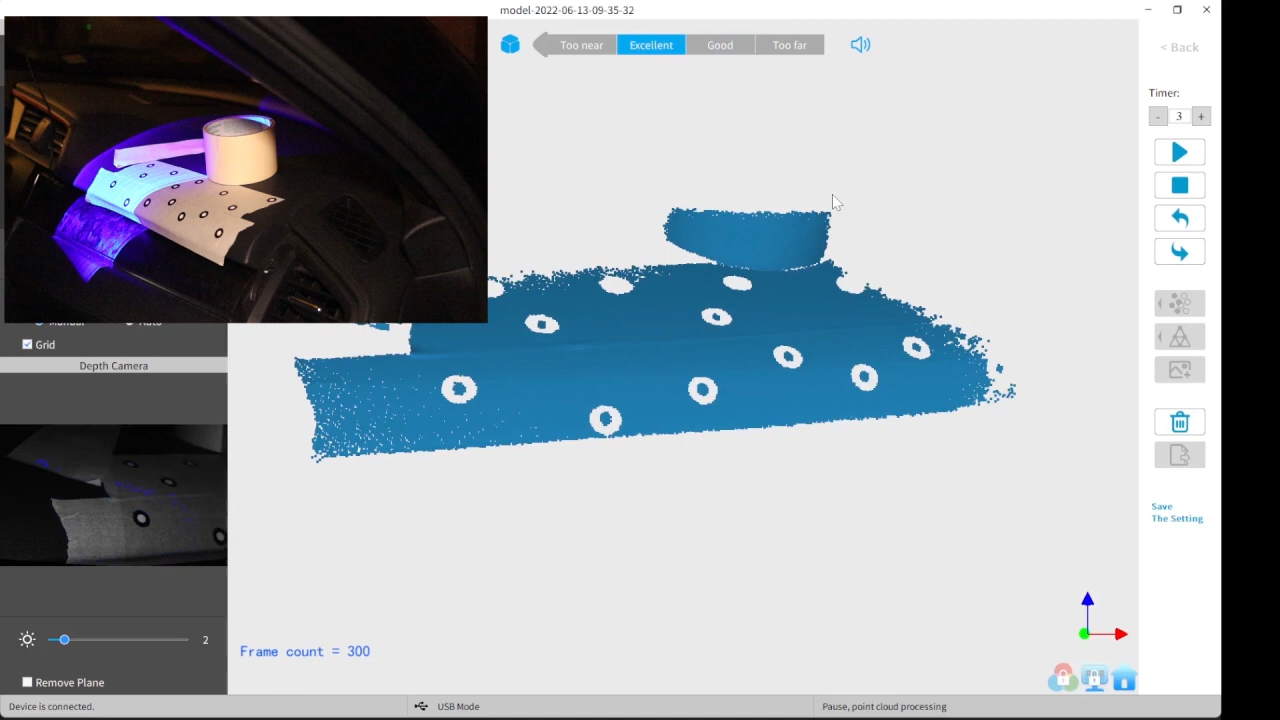 model-2022-06-13-09-35-32
Too near
Excellent
Good
Too far
< Back
Timer:
- 3 +
Manual
Auto
Grid
Depth Camera
Save
The Setting
Frame count = 300
2
Remove Plane
Device is connected.
USB Mode
Pause, point cloud processing